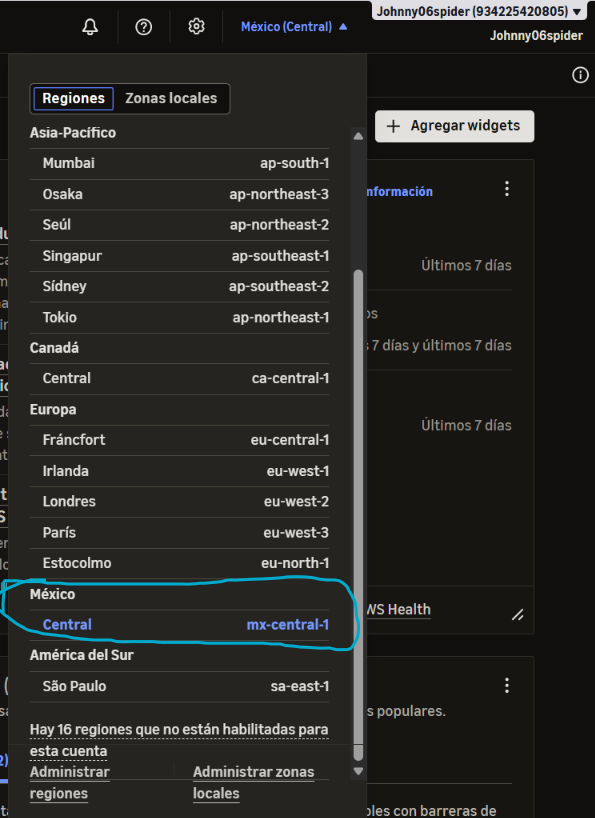 Johnny06spider (934225420805)
México (Central)
Johnny06spider
Regiones Zonas locales
Agregar widgets
Asia-Pacífico
Mumbai ap-south-1
Osaka ap-northeast-3
nformación
Seúl ap-northeast-2
Singapur ap-southeast-1
Últimos 7 días
Sídney ap-southeast-2
Tokio ap-northeast-1
os
Canadá
7 días y últimos 7 días
Central ca-central-1
Europa
Últimos 7 días
Fráncfort eu-central-1
Irlanda eu-west-1
Londres eu-west-2
París eu-west-3
Estocolmo eu-north-1
México
WS Health
Central mx-central-1
América del Sur
São Paulo sa-east-1
s populares.
Hay 16 regiones que no están habilitadas para
esta cuenta
Administrar
regiones
Administrar zonas
locales
bles con barreras de